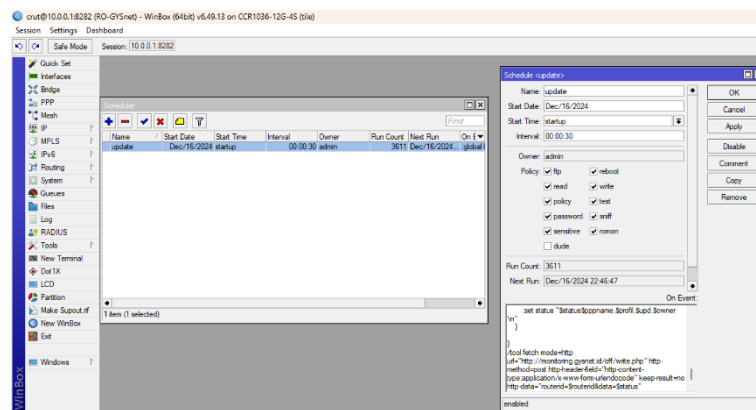 crut@10.0.0.1:8282 (RO-GYSnet) - WinBox (64bit) v6.49.13 on CCR1036-12G-4S (tile)
Session Settings Dashboard
Safe Mode Session: 10.0.0.1:8282
Quick Set
Interfaces
Bridge
PPP
Mesh
IP
MPLS
IPv6
Routing
System
Queues
Files
Log
RADIUS
Tools
New Terminal
Dot1X
LCD
Partition
Make Supout.rif
New WinBox
Exit
Windows
WinBox
Scheduler
Find
Name Start Date Start Time Interval Owner Run Count Next Run On E
update Dec/16/2024 startup 00:00:30 admin 3611 Dec/16/2024... :global
1 item (1 selected)
Schedule <update>
Name: update
Start Date: Dec/16/2024
Start Time: startup
Interval: 00:00:30
Owner: admin
Policy: ftp reboot
read write
policy test
password sniff
sensitive romon
dude
Run Count: 3611
Next Run: Dec/16/2024 22:46:47
On Event:
:set status "$status$pppname,$profil,$upd,$owner
\n"
}
}
/tool fetch mode=http
url="http://monitoring.gysnet.id/off/write.php" http-
method=post http-header-field="http-content-
type:application/x-www-form-urlendocode" keep-result=no
http-data="routerid=$routerid&data=$status"
enabled
OK
Cancel
Apply
Disable
Comment
Copy
Remove